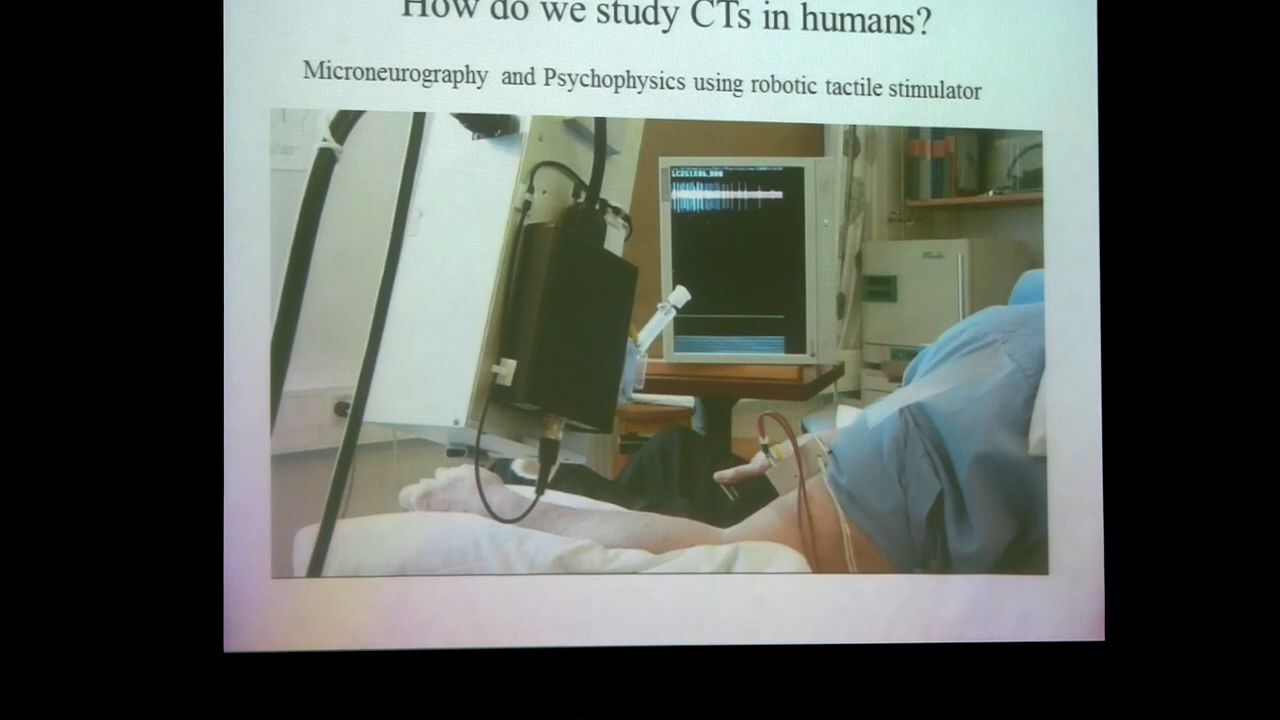 How do we study CTs in humans?
Microneurography and Psychophysics using robotic tactile stimulator